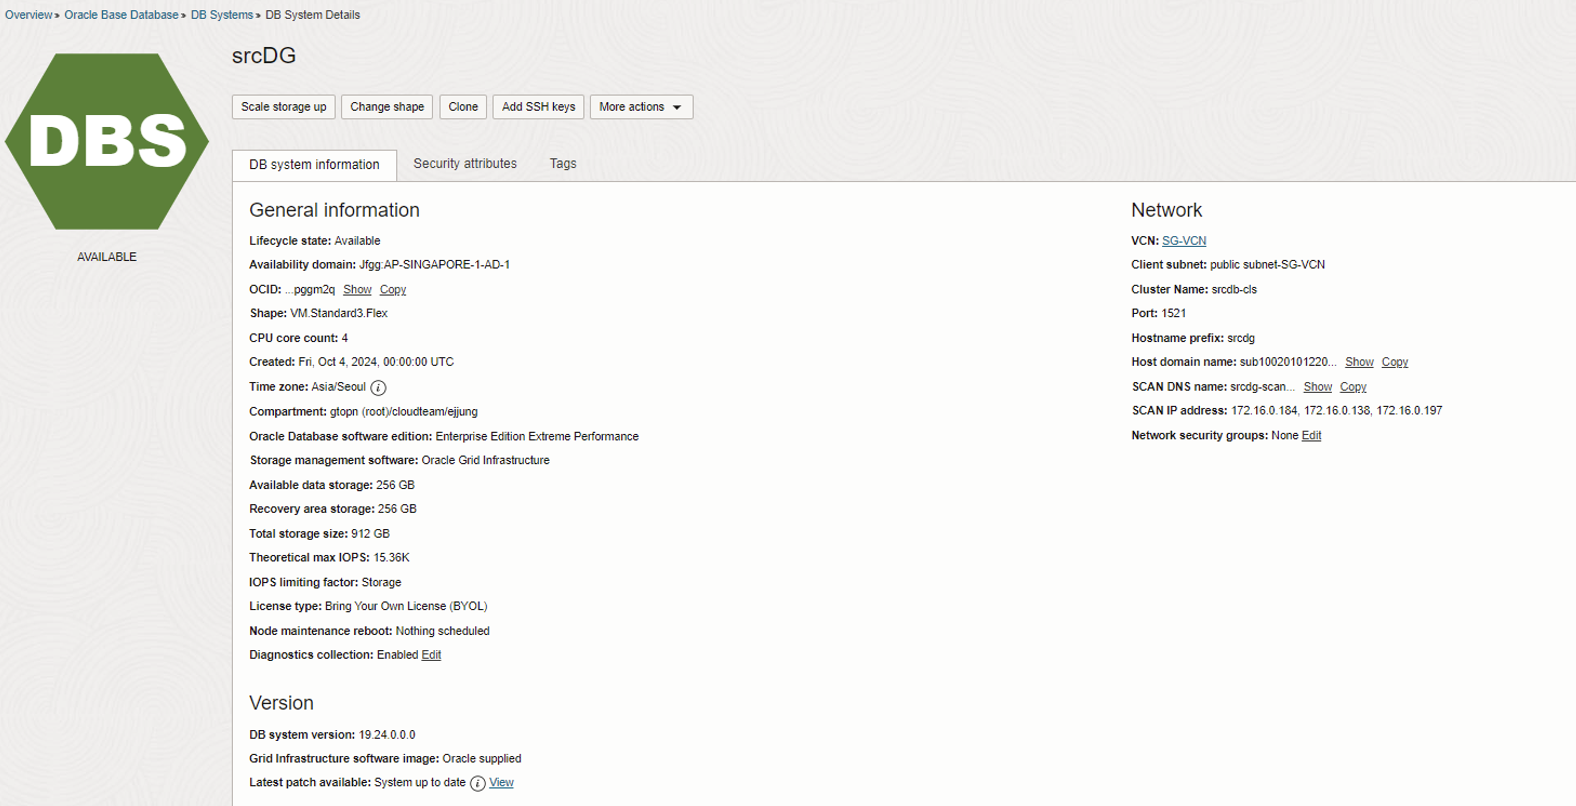 Overview » Oracle Base Database » DB Systems » DB System Details
DBS
AVAILABLE
srcDG
Scale storage up Change shape Clone Add SSH keys More actions
DB system information Security attributes Tags
General information
Lifecycle state: Available
Availability domain: Jfgg:AP-SINGAPORE-1-AD-1
OCID: ...pggm2q Show Copy
Shape: VM.Standard3.Flex
CPU core count: 4
Created: Fri, Oct 4, 2024, 00:00:00 UTC
Time zone: Asia/Seoul i
Compartment: gtopn (root)/cloudteam/ejjung
Oracle Database software edition: Enterprise Edition Extreme Performance
Storage management software: Oracle Grid Infrastructure
Available data storage: 256 GB
Recovery area storage: 256 GB
Total storage size: 912 GB
Theoretical max IOPS: 15.36K
IOPS limiting factor: Storage
License type: Bring Your Own License (BYOL)
Node maintenance reboot: Nothing scheduled
Diagnostics collection: Enabled Edit
Version
DB system version: 19.24.0.0.0
Grid Infrastructure software image: Oracle supplied
Latest patch available: System up to date i View
Network
VCN: SG-VCN
Client subnet: public subnet-SG-VCN
Cluster Name: srcdb-cls
Port: 1521
Hostname prefix: srcdg
Host domain name: sub10020101220... Show Copy
SCAN DNS name: srcdg-scan... Show Copy
SCAN IP address: 172.16.0.184, 172.16.0.138, 172.16.0.197
Network security groups: None Edit